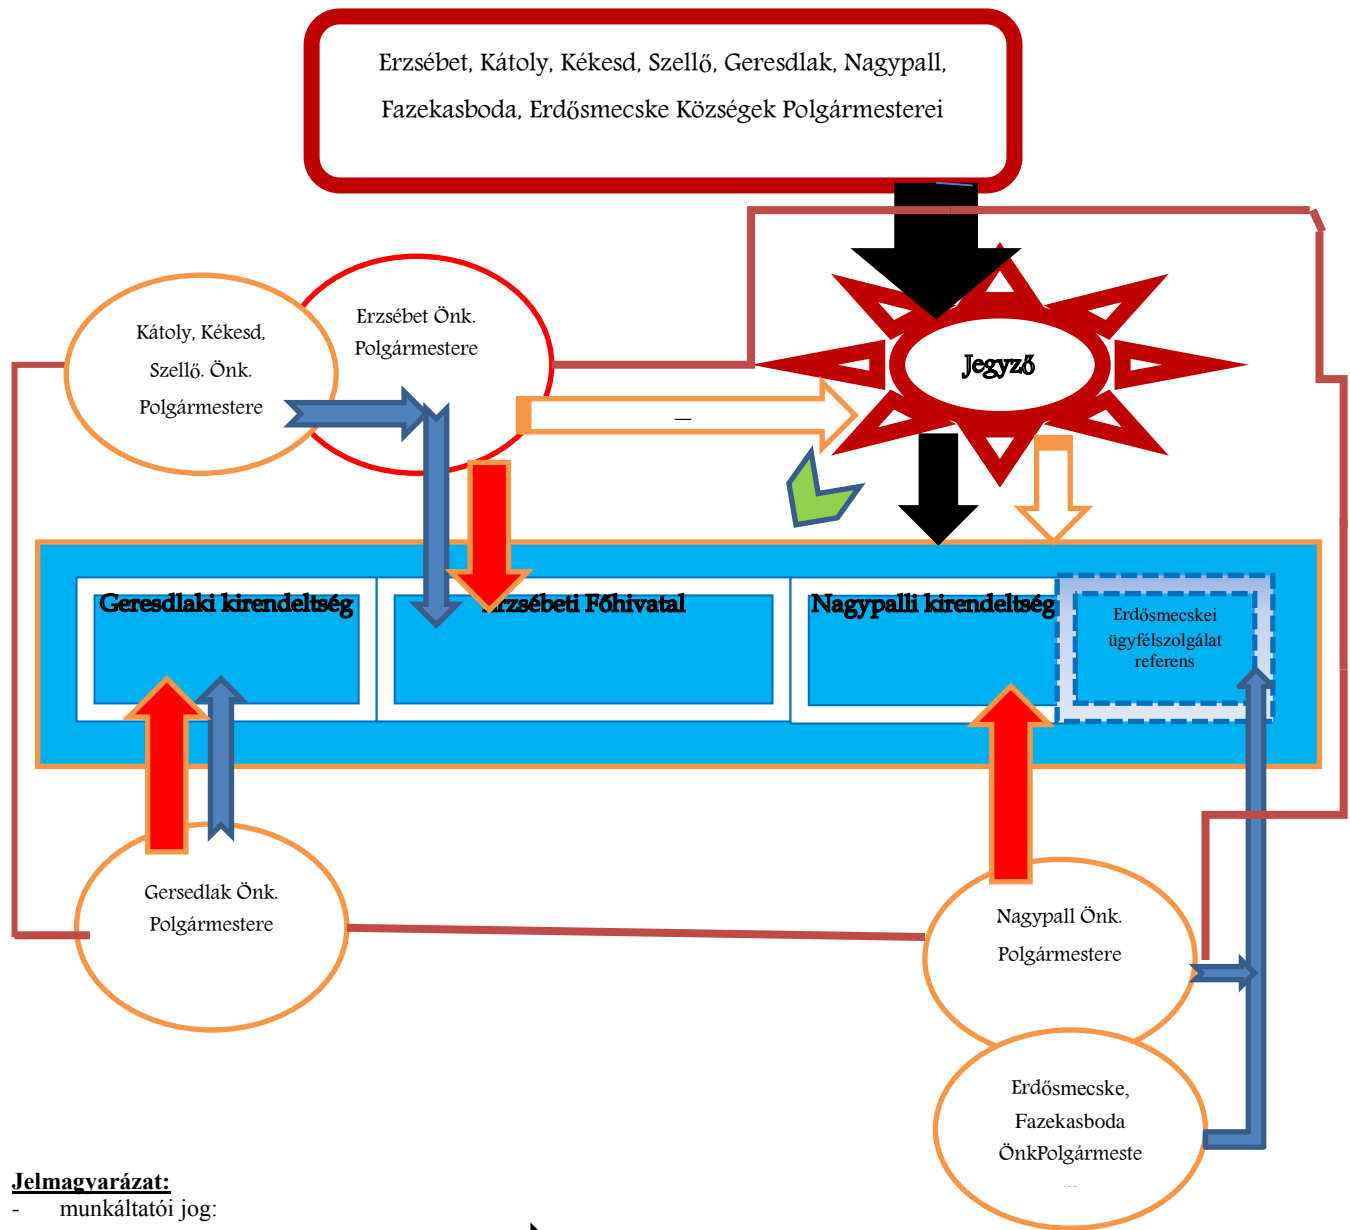 Erzsébet, Kátoly, Kékesd, Szellő, Geresdlak, Nagypall,
Fazekasboda, Erdősmecske Községek Polgármesterei
Erzsébet Önk.
Polgármestere
Kátoly, Kékesd,
Szellő. Önk.
Polgármestere
Jegyző
Geresdlaki kirendeltség
Erzsébeti Főhivatal
Nagypalli kirendeltség
Erdősmecskei
ügyfélszolgálat
referens
Gersedlak Önk.
Polgármestere
Nagypall Önk.
Polgármestere
Erdősmecske,
Fazekasboda
ÖnkPolgármeste
Jelmagyarázat:
- munkáltatói jog: